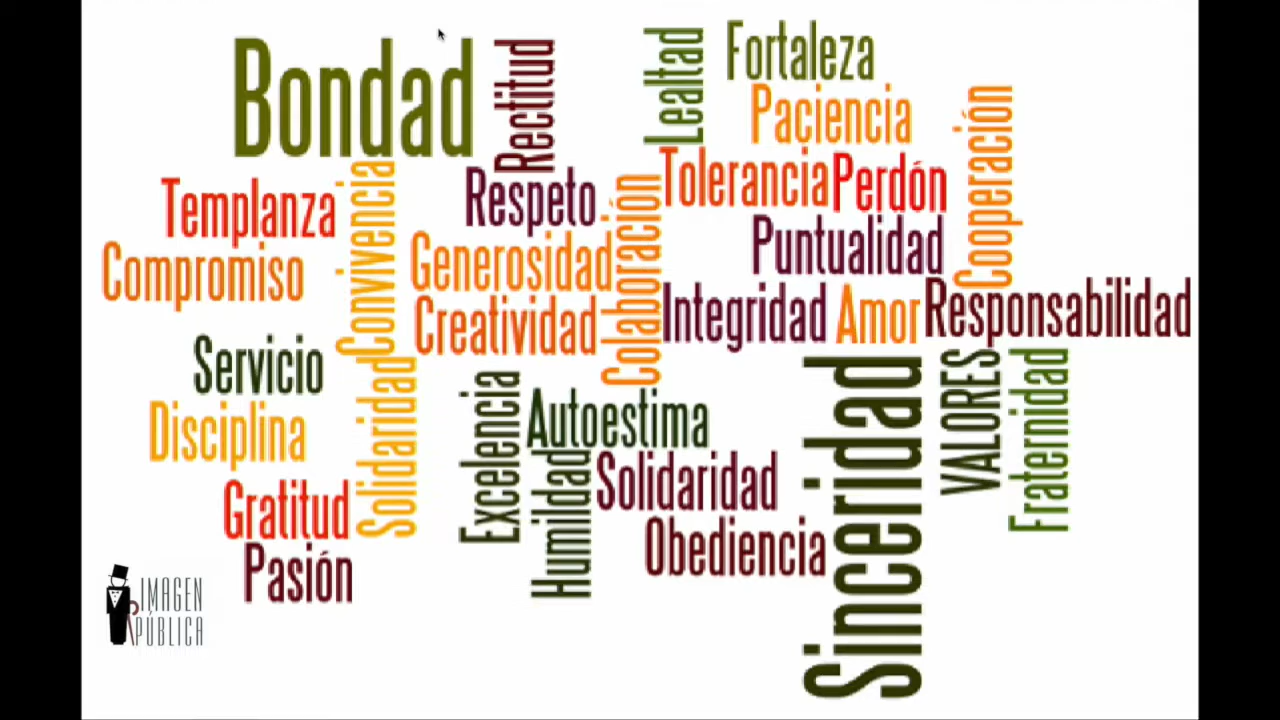 Bondad
Rectitud
Lealtad
Fortaleza
Paciencia
Cooperación
Templanza
Convivencia
Respeto
Tolerancia
Perdón
Compromiso
Generosidad
Colaboración
Puntualidad
Creatividad
Integridad
Amor
Responsabilidad
Servicio
Solidaridad
Excelencia
Autoestima
Sinceridad
VALORES
Fraternidad
Disciplina
Humildad
Solidaridad
Gratitud
Obediencia
Pasión
IMAGEN
PÚBLICA